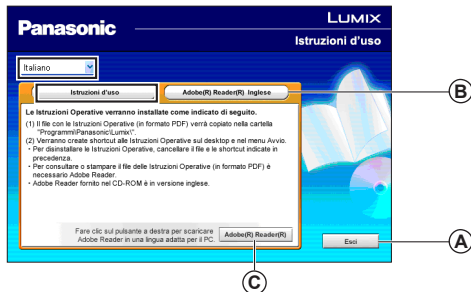 Panasonic
LUMIX
Istruzioni d'uso
Italiano
Istruzioni d'uso
Adobe(R) Reader(R) Inglese
B
Le Istruzioni Operative verranno installate come indicato di seguito.
(1) Il file con le Istruzioni Operative (in formato PDF) verrà copiato nella cartella
"Programmi\Panasonic\Lumix\".
(2) Verranno create shortcut alle Istruzioni Operative sul desktop e nel menu Avvio.
・Per disinstallare le Istruzioni Operative, cancellare il file e le shortcut indicate in
precedenza.
・Per consultare o stampare il file delle Istruzioni Operative (in formato PDF) è
necessario Adobe Reader.
・Adobe Reader fornito nel CD-ROM è in versione inglese.
Fare clic sul pulsante a destra per scaricare
Adobe Reader in una lingua adatta per il PC.
Adobe(R) Reader(R)
Esci
A
C